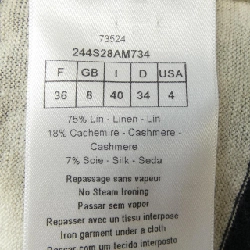 79524
244S28AM734
F GB I D USA
36 8 40 34 4
75% Lin - Linen - Lin
18% Cachemire - Cashmere -
Cashmere
7% Soie - Silk - Seda
Repassage sans vapeur
No Steam Ironing
Passar sem vapor
Repasser avec un tissu interposé
Iron garment under a cloth
Passar com um tecido interposto